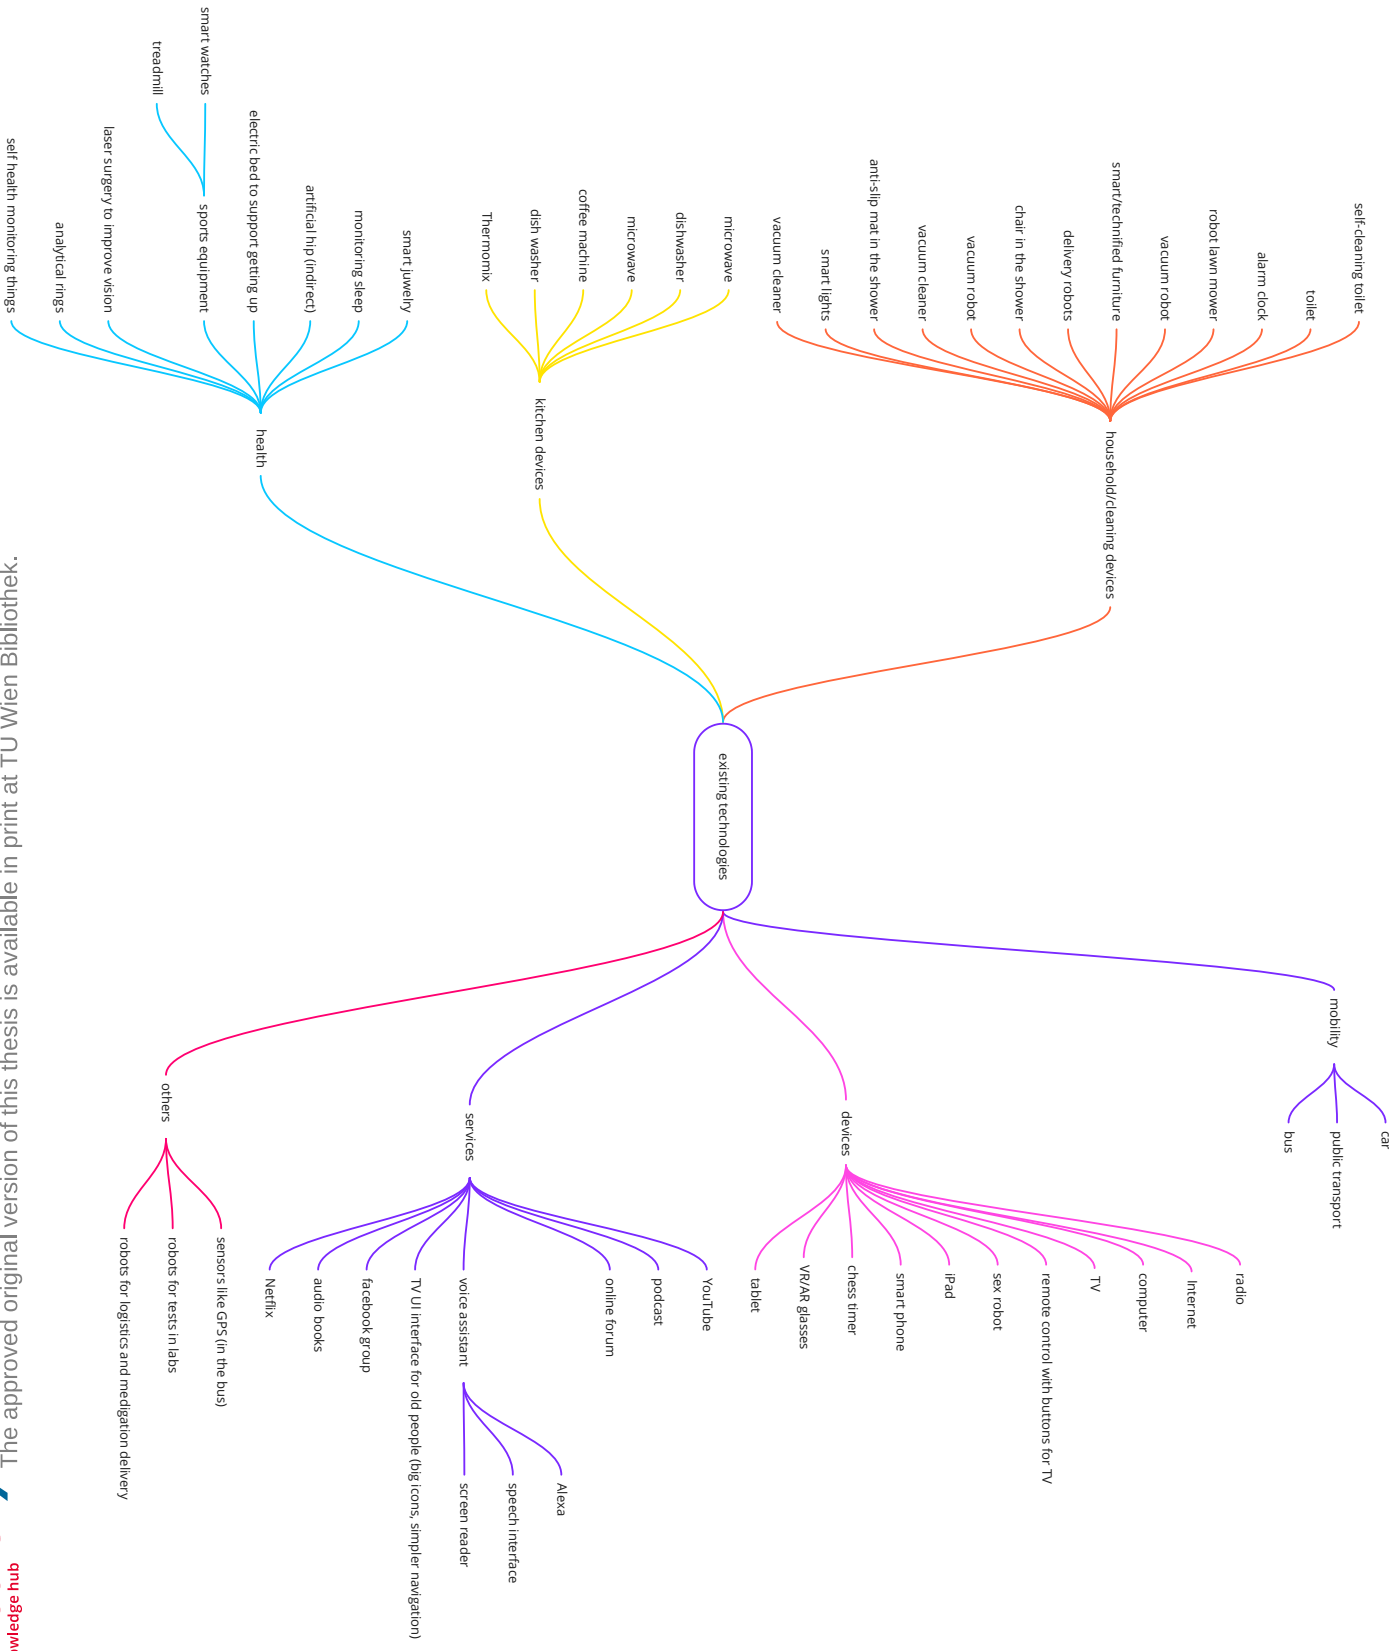 existing technologies
household/cleaning devices
self-cleaning toilet
toilet
alarm clock
robot lawn mower
vacuum robot
smart/technified furniture
delivery robots
chair in the shower
vacuum robot
vacuum cleaner
anti-slip mat in the shower
smart lights
vacuum cleaner
kitchen devices
microwave
dishwasher
microwave
coffee machine
dish washer
Thermomix
health
smart juwelry
monitoring sleep
artificial hip (indirect)
electric bed to support getting up
sports equipment
smart watches
treadmill
laser surgery to improve vision
analytical rings
self health monitoring things
mobility
car
public transport
bus
devices
radio
Internet
computer
TV
remote control with buttons for TV
sex robot
iPad
smart phone
chess timer
VR/AR glasses
tablet
services
YouTube
podcast
online forum
voice assistant
Alexa
speech interface
screen reader
TV UI interface for old people (big icons, simpler navigation)
facebook group
audio books
Netflix
others
sensors like GPS (in the bus)
robots for tests in labs
robots for logistics and medigation delivery
The approved original version of this thesis is available in print at TU Wien Bibliothek.
hub